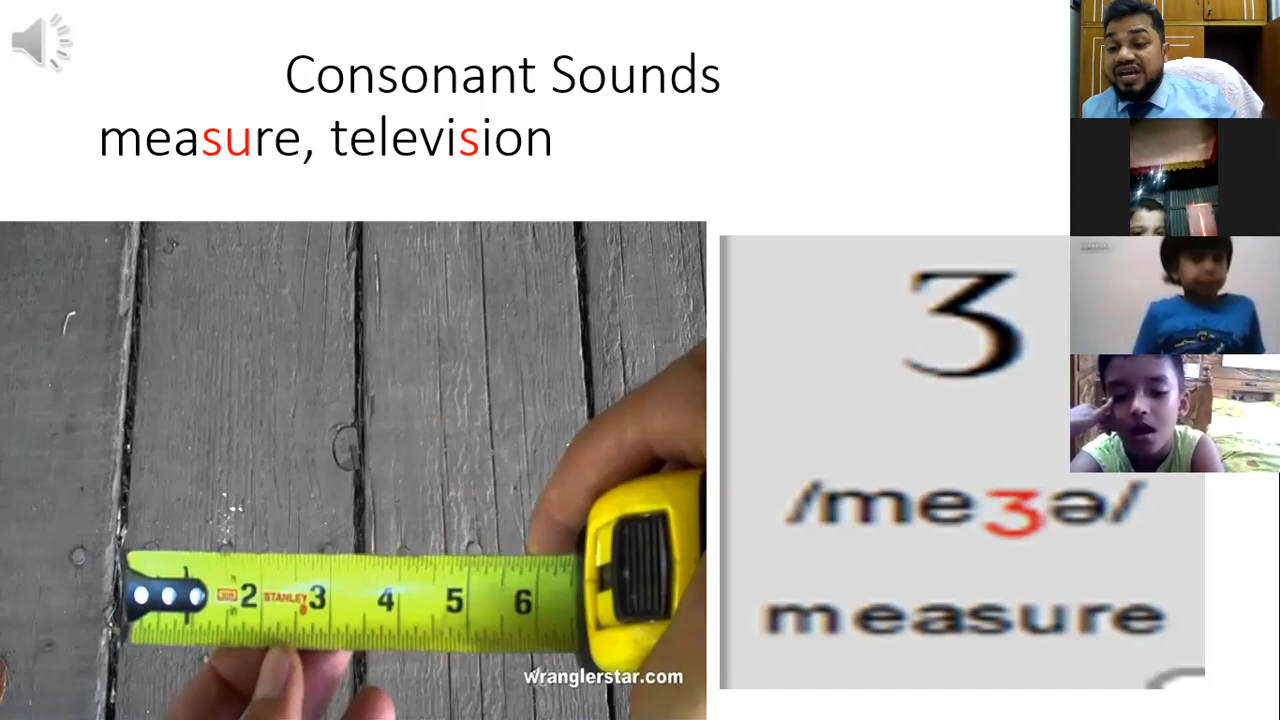 Consonant Sounds
measure, television
2 STANLEY 3 4 5 6
wranglerstar.com
ʒ
/meʒə/
measure